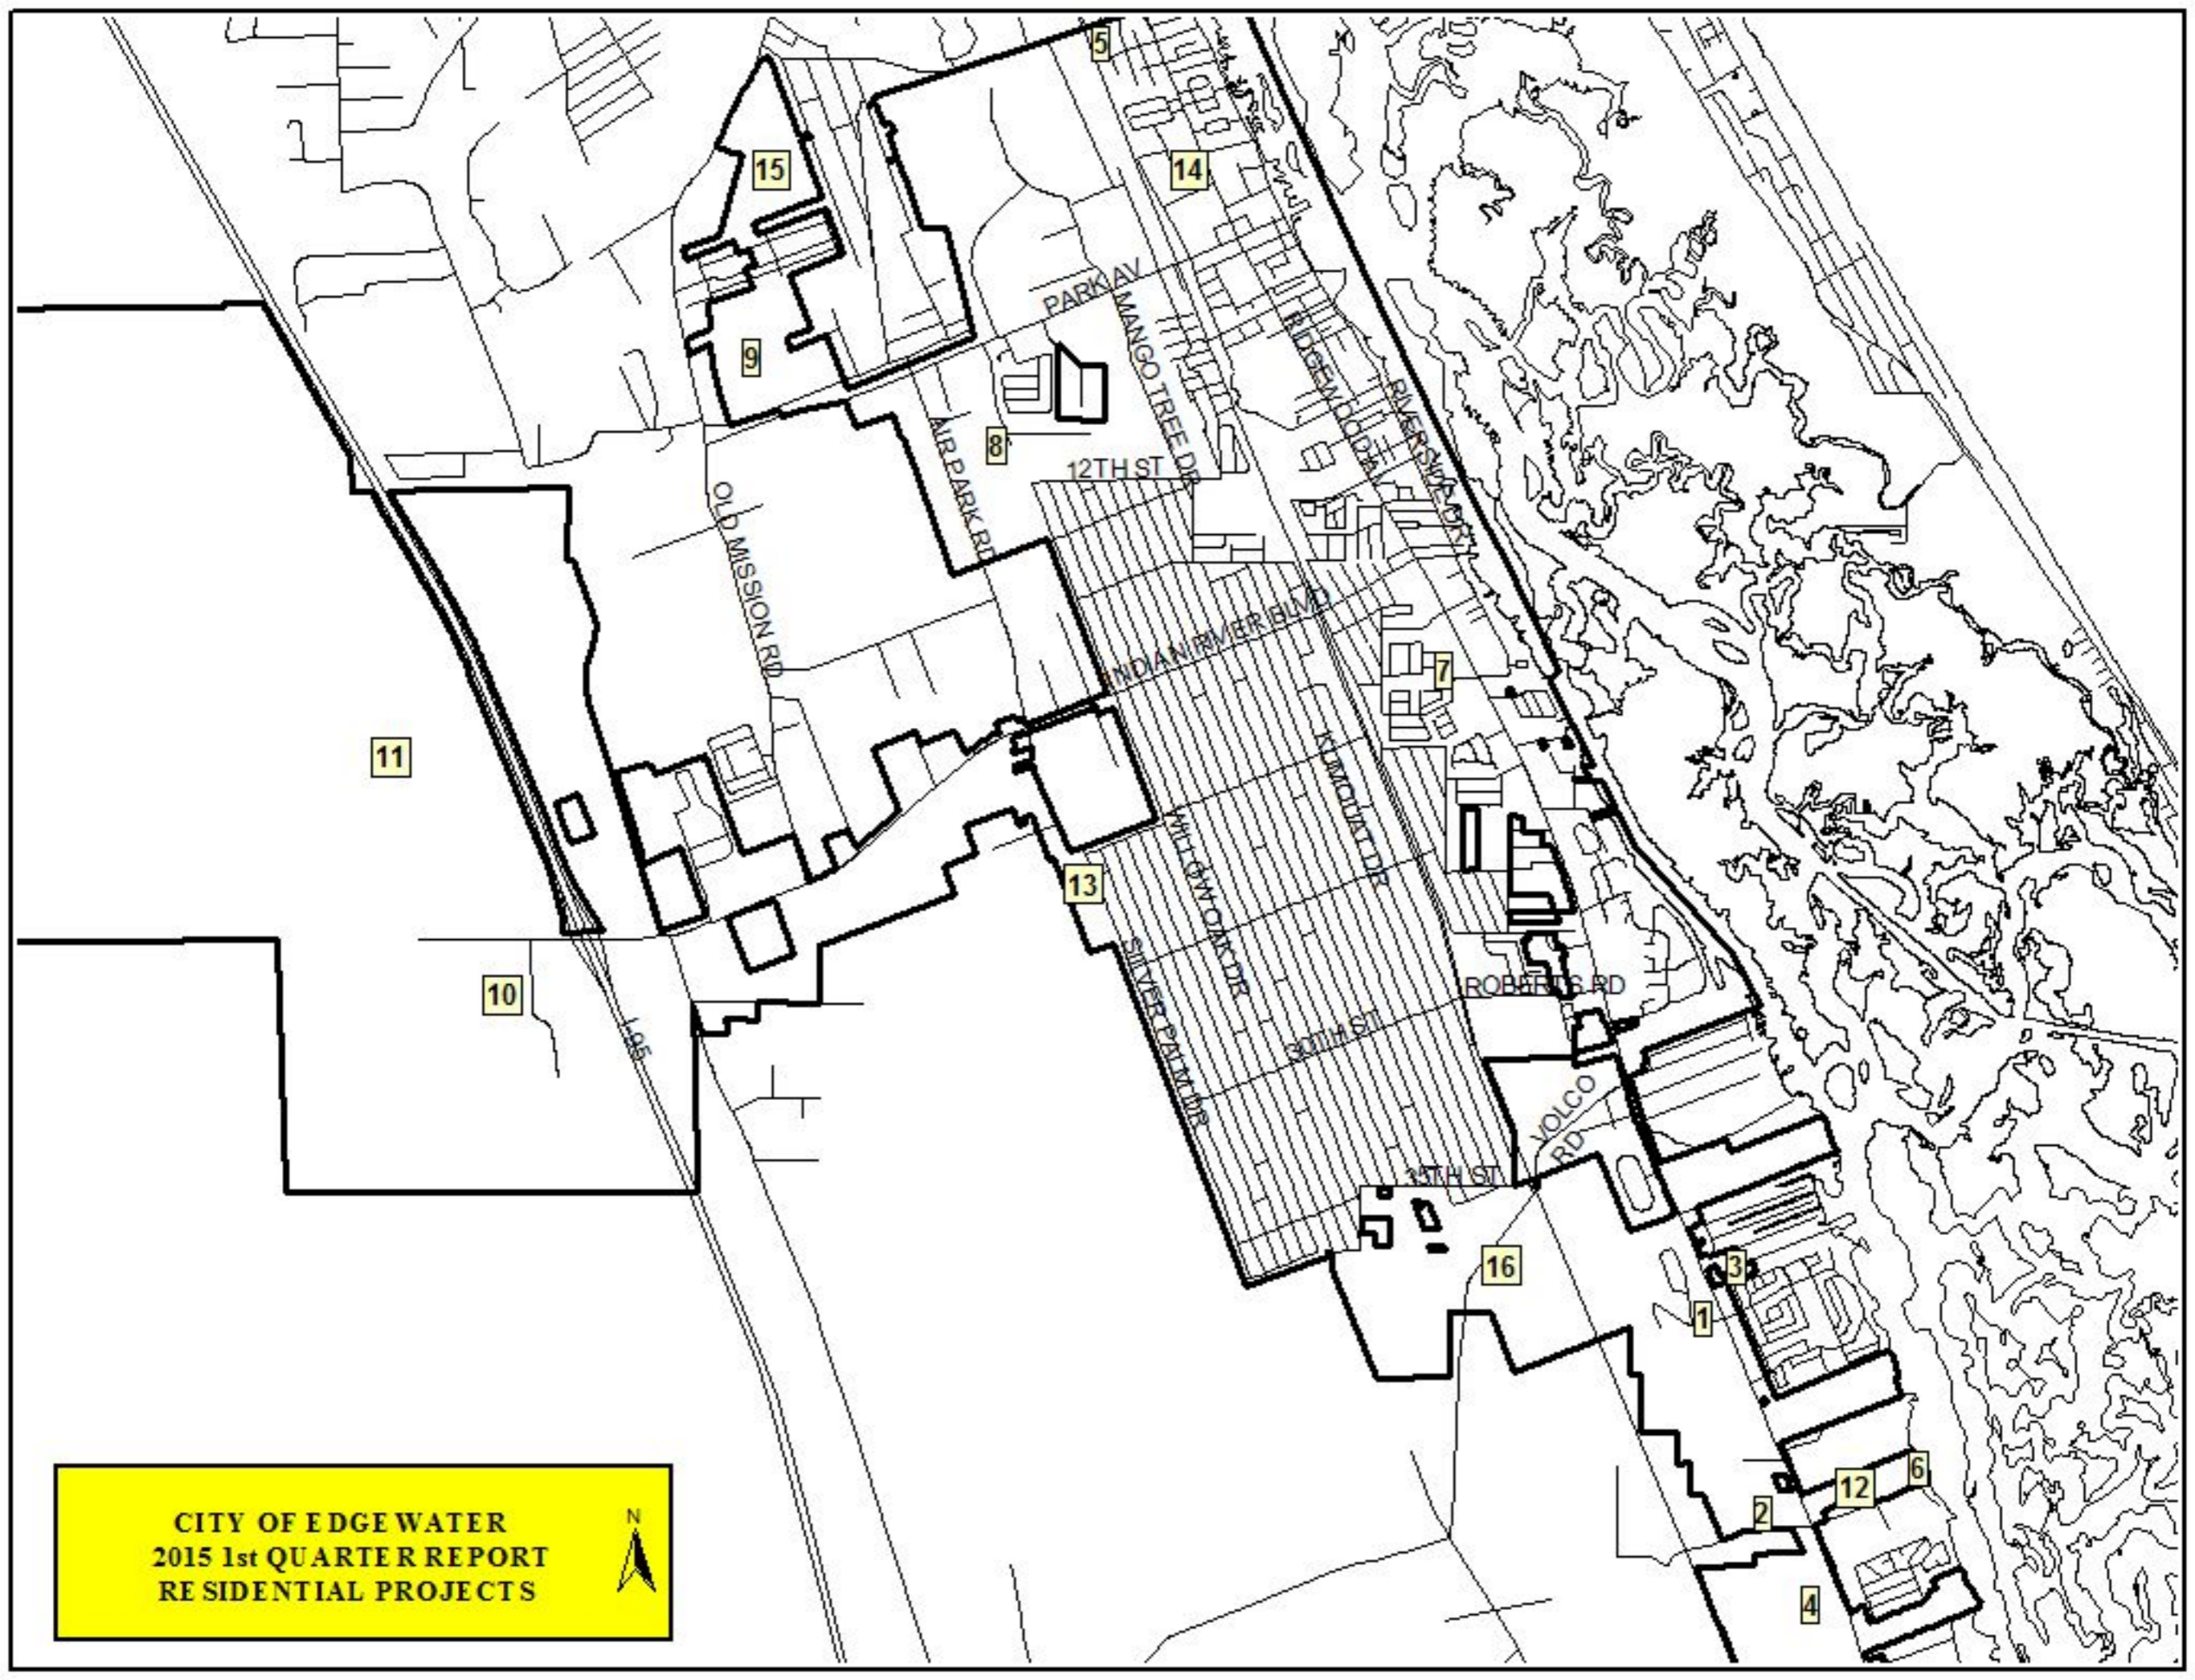 5
15
14
PARK AV
MANGO TREE DR
9
RIDGEWOOD AV
RIVERSIDE DR
AIR PARK RD
8
12TH ST
OLD MISSION RD
INDIAN RIVER BLVD
7
11
KUMQUAT DR
WILLOW OAK DR
13
SILVER PALM DR
10
ROBERTS RD
I-95
30TH ST
VOLCO
RD
35TH ST
16
3
1
6
12
2
4
CITY OF EDGEWATER
2015 1st QUARTER REPORT
RESIDENTIAL PROJECTS
N